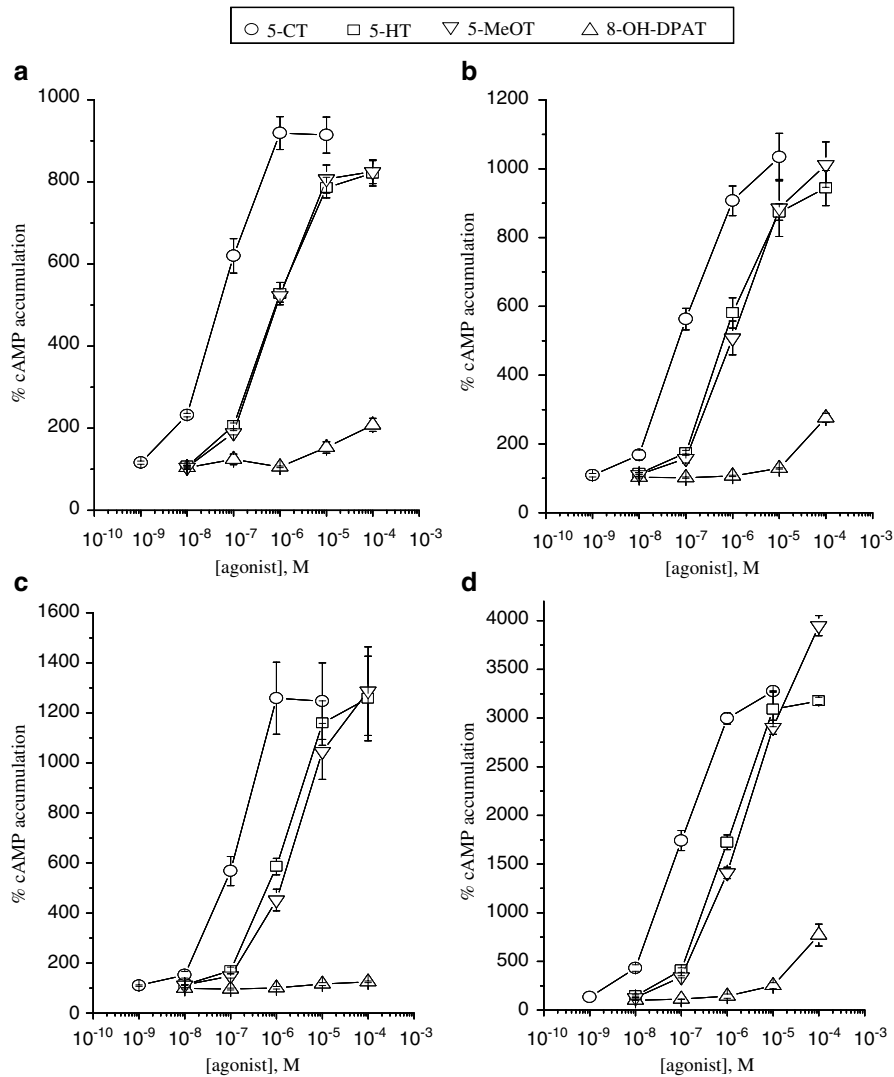 5-CT 5-HT 5-MeOT 8-OH-DPAT
a
1000
800
600
400
200
0
% cAMP accumulation
10⁻¹⁰ 10⁻⁹ 10⁻⁸ 10⁻⁷ 10⁻⁶ 10⁻⁵ 10⁻⁴ 10⁻³
[agonist], M
b
1200
1000
800
600
400
200
0
% cAMP accumulation
10⁻¹⁰ 10⁻⁹ 10⁻⁸ 10⁻⁷ 10⁻⁶ 10⁻⁵ 10⁻⁴ 10⁻³
[agonist], M
c
1600
1400
1200
1000
800
600
400
200
0
% cAMP accumulation
10⁻¹⁰ 10⁻⁹ 10⁻⁸ 10⁻⁷ 10⁻⁶ 10⁻⁵ 10⁻⁴ 10⁻³
[agonist], M
d
4000
3500
3000
2500
2000
1500
1000
500
0
% cAMP accumulation
10⁻¹⁰ 10⁻⁹ 10⁻⁸ 10⁻⁷ 10⁻⁶ 10⁻⁵ 10⁻⁴ 10⁻³
[agonist], M